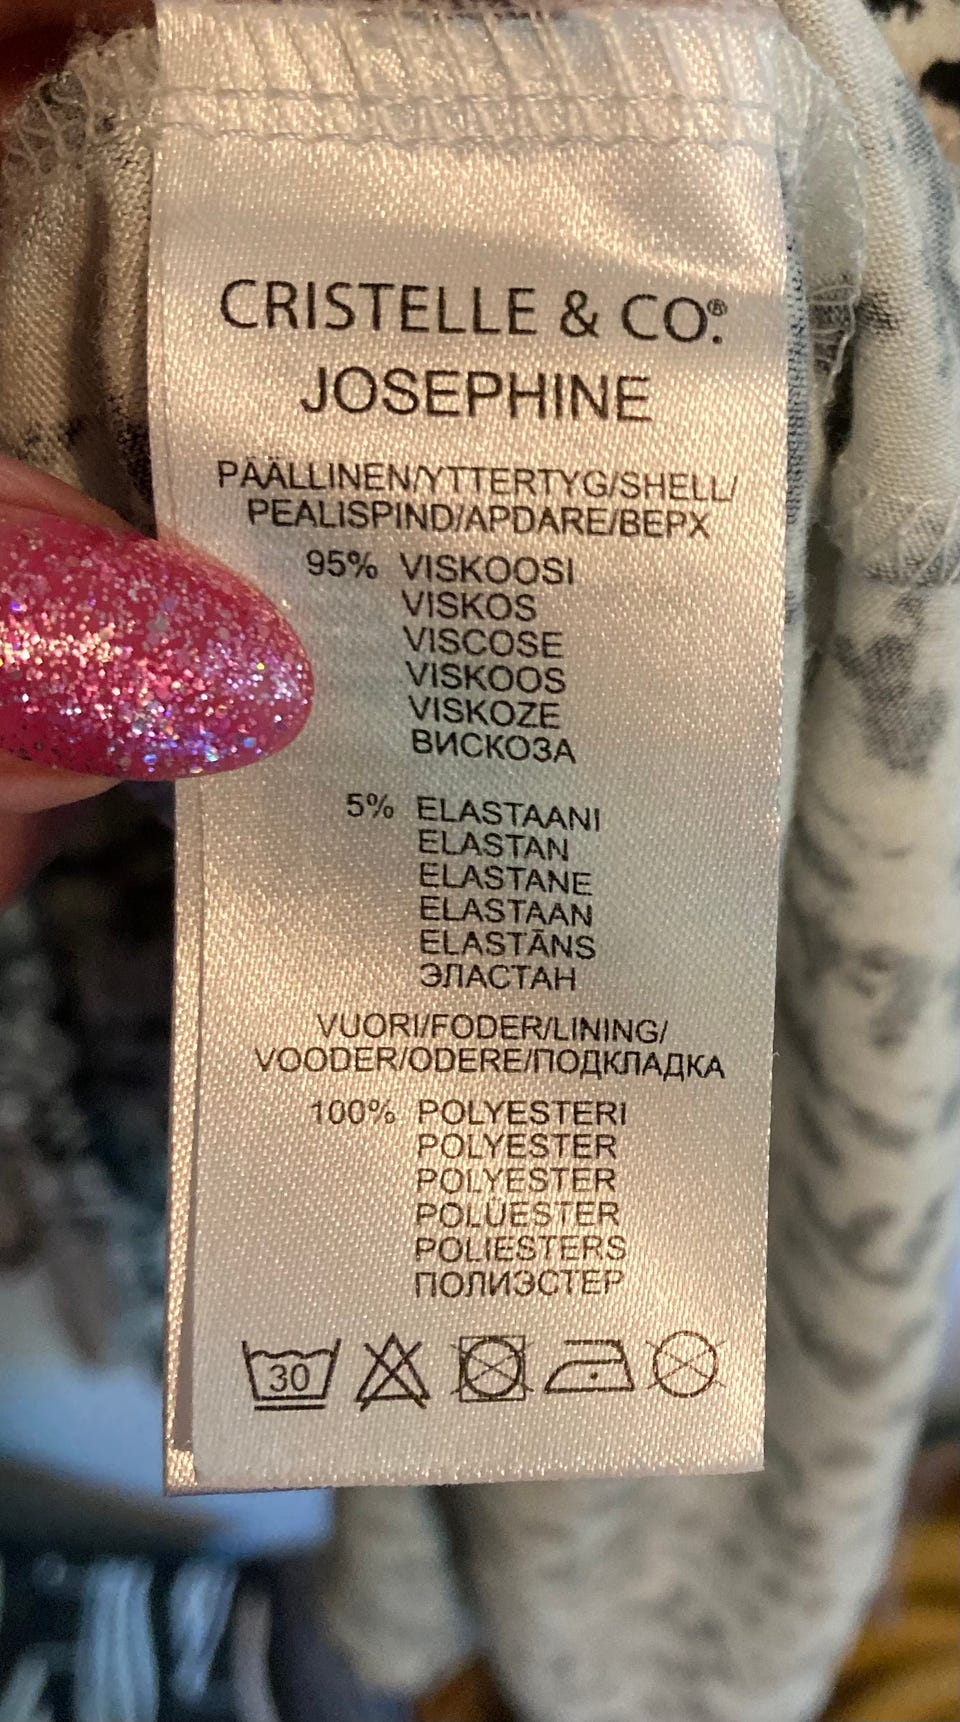 CRISTELLE & CO.®
JOSEPHINE
PÄÄLLINEN/YTTERTYG/SHELL/
PEALISPIND/APDARE/ВЕРХ
95% VISKOOSI
VISKOS
VISCOSE
VISKOOS
VISKOZE
ВИСКОЗА
5% ELASTAANI
ELASTAN
ELASTANE
ELASTAAN
ELASTĀNS
ЭЛАСТАН
VUORI/FODER/LINING/
VOODER/ODERE/ПОДКЛАДКА
100% POLYESTERI
POLYESTER
POLYESTER
POLÜESTER
POLIESTERS
ПОЛИЭСТЕР
30